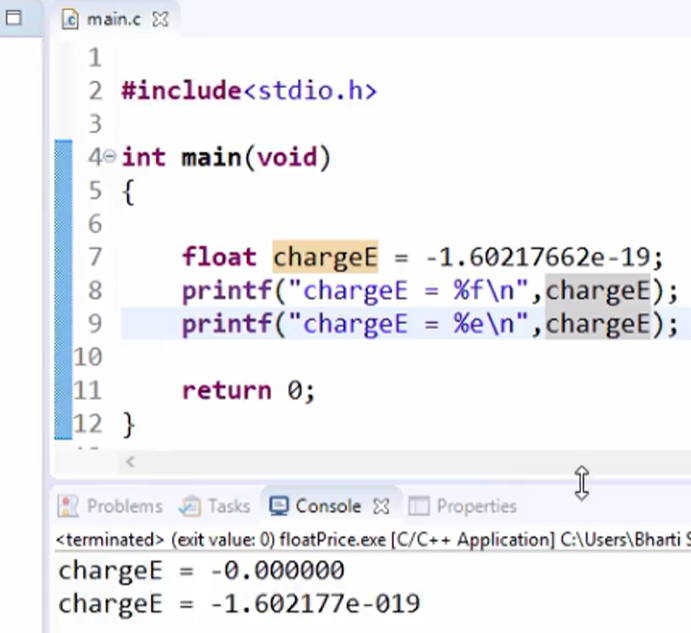 main.c
1
2 #include<stdio.h>
3
4 int main(void)
5 {
6
7 float chargeE = -1.60217662e-19;
8 printf("chargeE = %f\n",chargeE);
9 printf("chargeE = %e\n",chargeE);
10
11 return 0;
12 }
Problems Tasks Console Properties
<terminated> (exit value: 0) floatPrice.exe [C/C++ Application] C:\Users\Bharti
chargeE = -0.000000
chargeE = -1.602177e-019